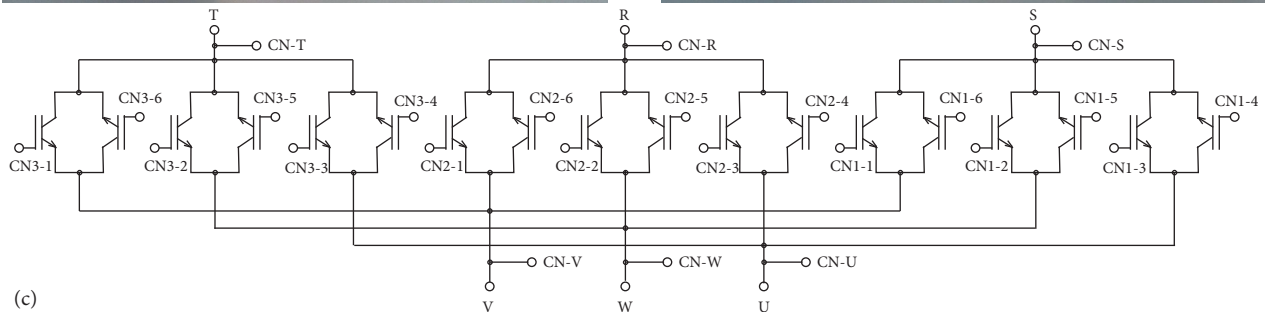 T R S
CN-T CN-R CN-S
CN3-6 CN3-5 CN3-4 CN2-6 CN2-5 CN2-4 CN1-6 CN1-5 CN1-4
CN3-1 CN3-2 CN3-3 CN2-1 CN2-2 CN2-3 CN1-1 CN1-2 CN1-3
CN-V CN-W CN-U
(c)
V W U